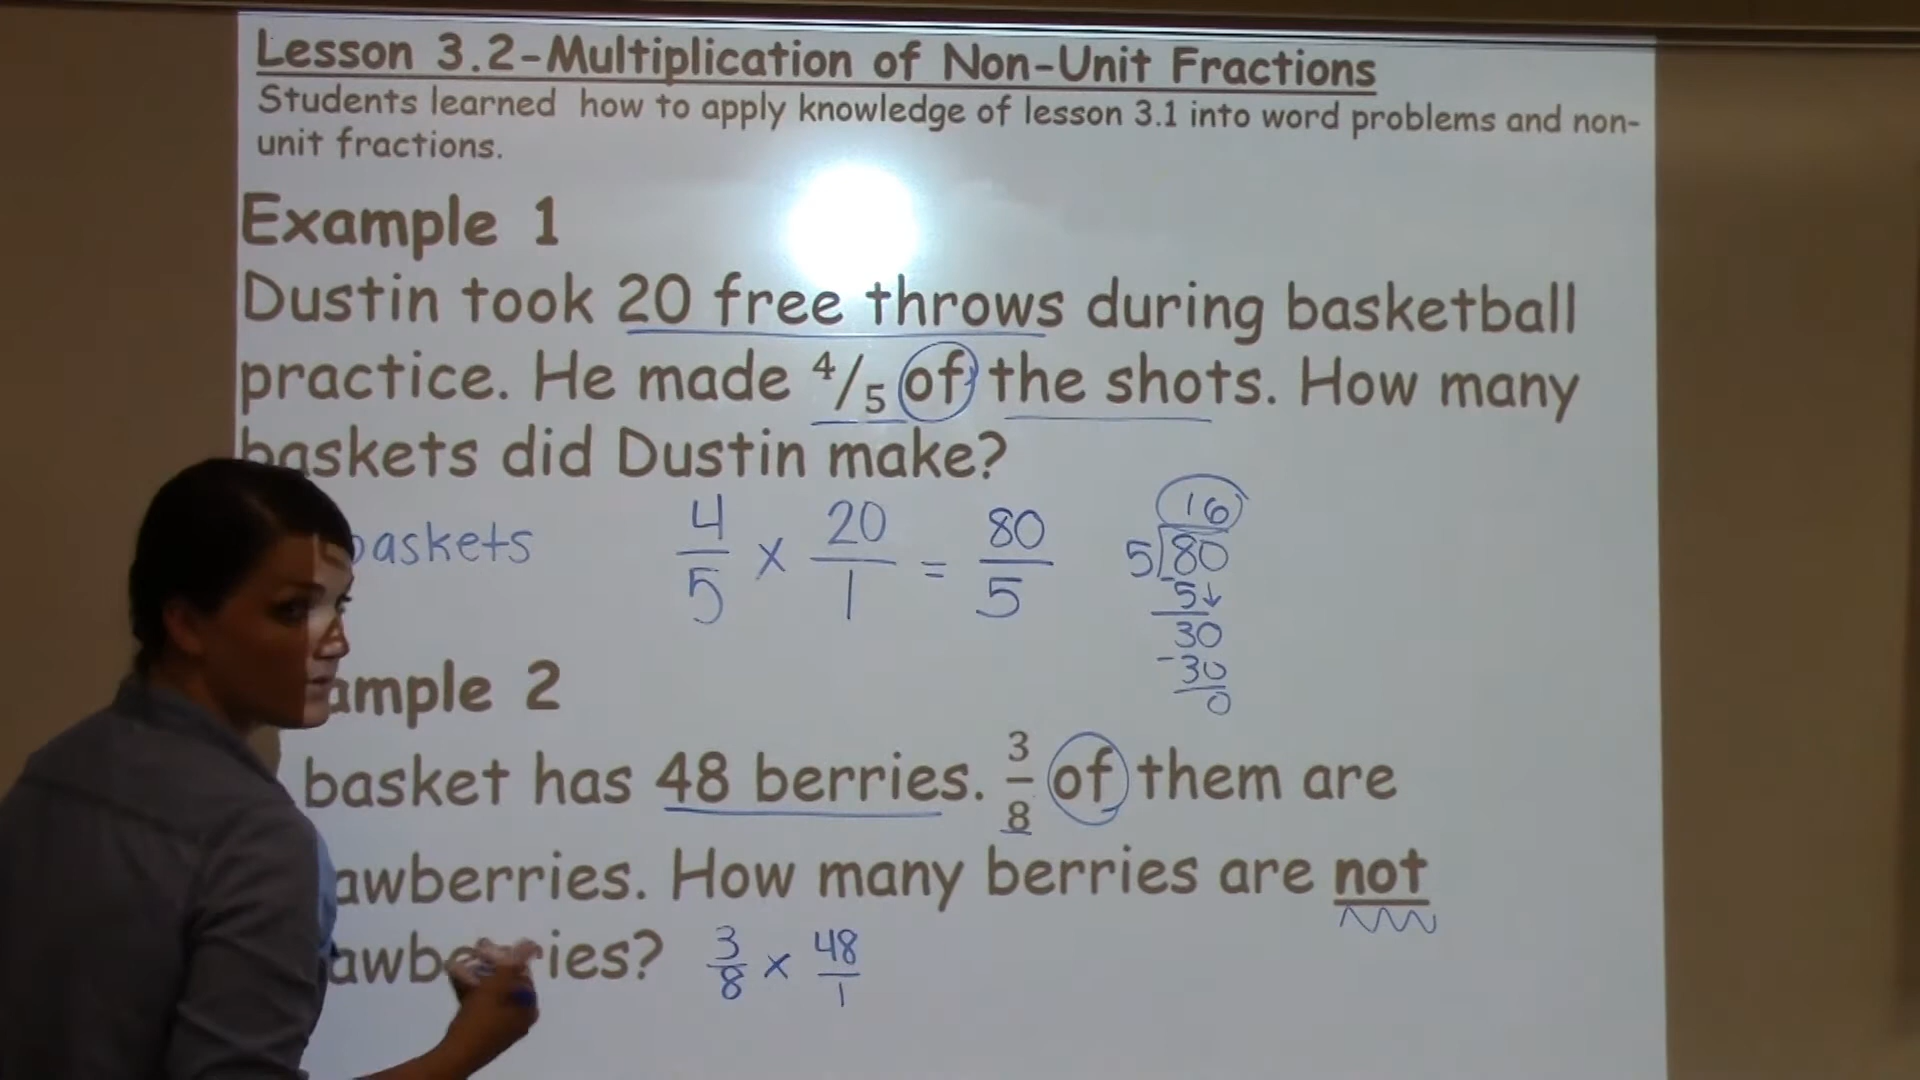 Lesson 3.2-Multiplication of Non-Unit Fractions
Students learned how to apply knowledge of lesson 3.1 into word problems and non-
unit fractions.
Example 1
Dustin took 20 free throws during basketball
practice. He made 4/5 of the shots. How many
baskets did Dustin make?
baskets 4/5 x 20/1 = 80/5
16
5)80
-5↓
30
-30
0
ample 2
basket has 48 berries. 3/8 of them are
awberries. How many berries are not
3/8 x 48/1